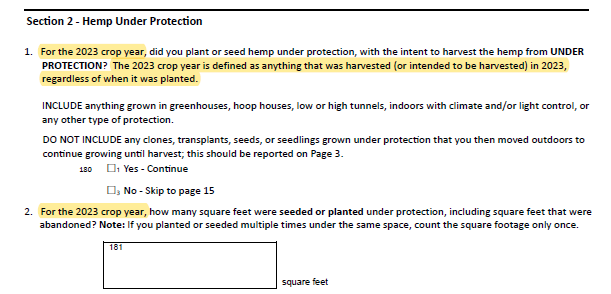 Section 2 - Hemp Under Protection
1. For the 2023 crop year, did you plant or seed hemp under protection, with the intent to harvest the hemp from UNDER
PROTECTION? The 2023 crop year is defined as anything that was harvested (or intended to be harvested) in 2023,
regardless of when it was planted.
INCLUDE anything grown in greenhouses, hoop houses, low or high tunnels, indoors with climate and/or light control, or
any other type of protection.
DO NOT INCLUDE any clones, transplants, seeds, or seedlings grown under protection that you then moved outdoors to
continue growing until harvest; this should be reported on Page 3.
180 □1 Yes - Continue
□3 No - Skip to page 15
2. For the 2023 crop year, how many square feet were seeded or planted under protection, including square feet that were
abandoned? Note: If you planted or seeded multiple times under the same space, count the square footage only once.
181
square feet